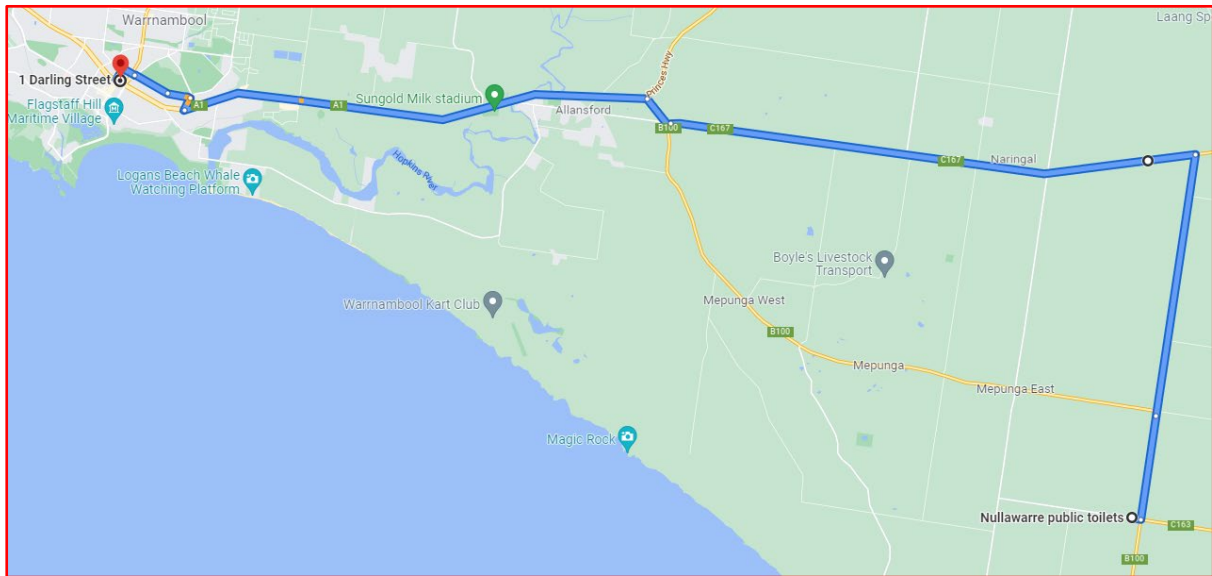 Warrnambool
Laang Sp
1 Darling Street
Flagstaff Hill
Maritime Village
A1
A1
Sungold Milk stadium
Allansford
Princes Hwy
B100
C167
C167
Naringal
Hopkins River
Logans Beach Whale
Watching Platform
Boyle's Livestock
Transport
Warrnambool Kart Club
Mepunga West
B100
Mepunga
Mepunga East
Magic Rock
Nullawarre public toilets
C163
B100